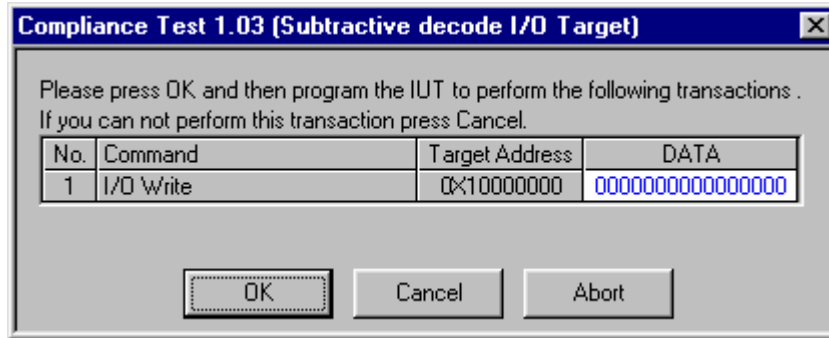 Compliance Test 1.03 (Subtractive decode I/O Target)
Please press OK and then program the IUT to perform the following transactions .
If you can not perform this transaction press Cancel.
No. Command Target Address DATA
1 I/O Write 0X10000000 0000000000000000
OK Cancel Abort